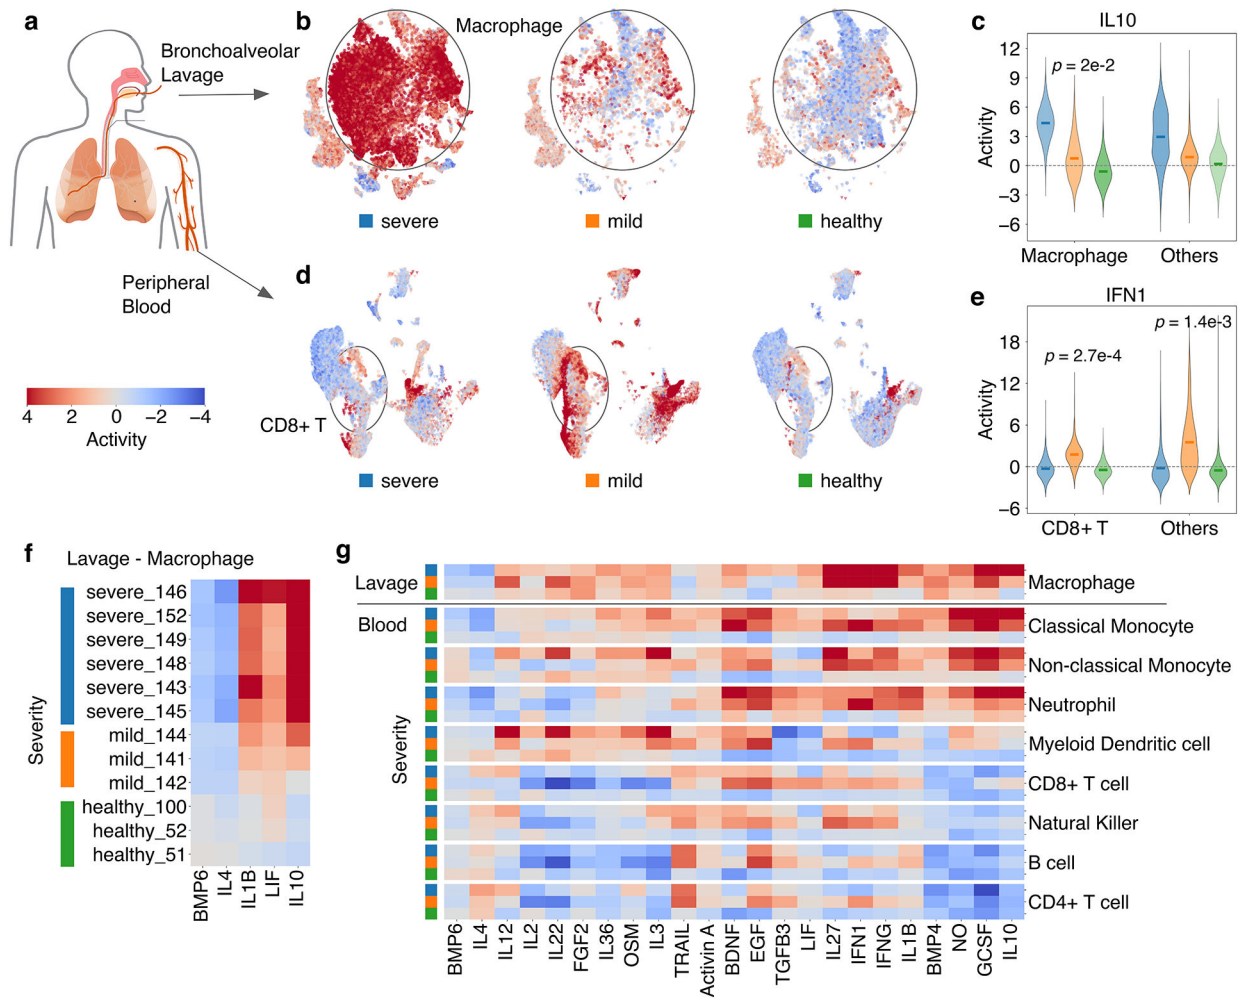 a
Bronchoalveolar
Lavage
Peripheral
Blood
4 2 0 −2 −4
Activity
b
Macrophage
severe
mild
healthy
c
IL10
p = 2e-2
Activity
12
9
6
3
0
−3
−6
Macrophage
Others
d
CD8+ T
severe
mild
healthy
e
IFN1
p = 1.4e-3
p = 2.7e-4
Activity
18
12
6
0
−6
CD8+ T
Others
f
Lavage - Macrophage
Severity
severe_146
severe_152
severe_149
severe_148
severe_143
severe_145
mild_144
mild_141
mild_142
healthy_100
healthy_52
healthy_51
BMP6
IL4
IL1B
LIF
IL10
g
Lavage
Macrophage
Blood
Severity
Classical Monocyte
Non-classical Monocyte
Neutrophil
Myeloid Dendritic cell
CD8+ T cell
Natural Killer
B cell
CD4+ T cell
BMP6
IL4
IL12
IL2
IL22
FGF2
IL36
OSM
IL3
TRAIL
Activin A
BDNF
EGF
TGFB3
LIF
IL27
IFN1
IFNG
IL1B
BMP4
NO
GCSF
IL10